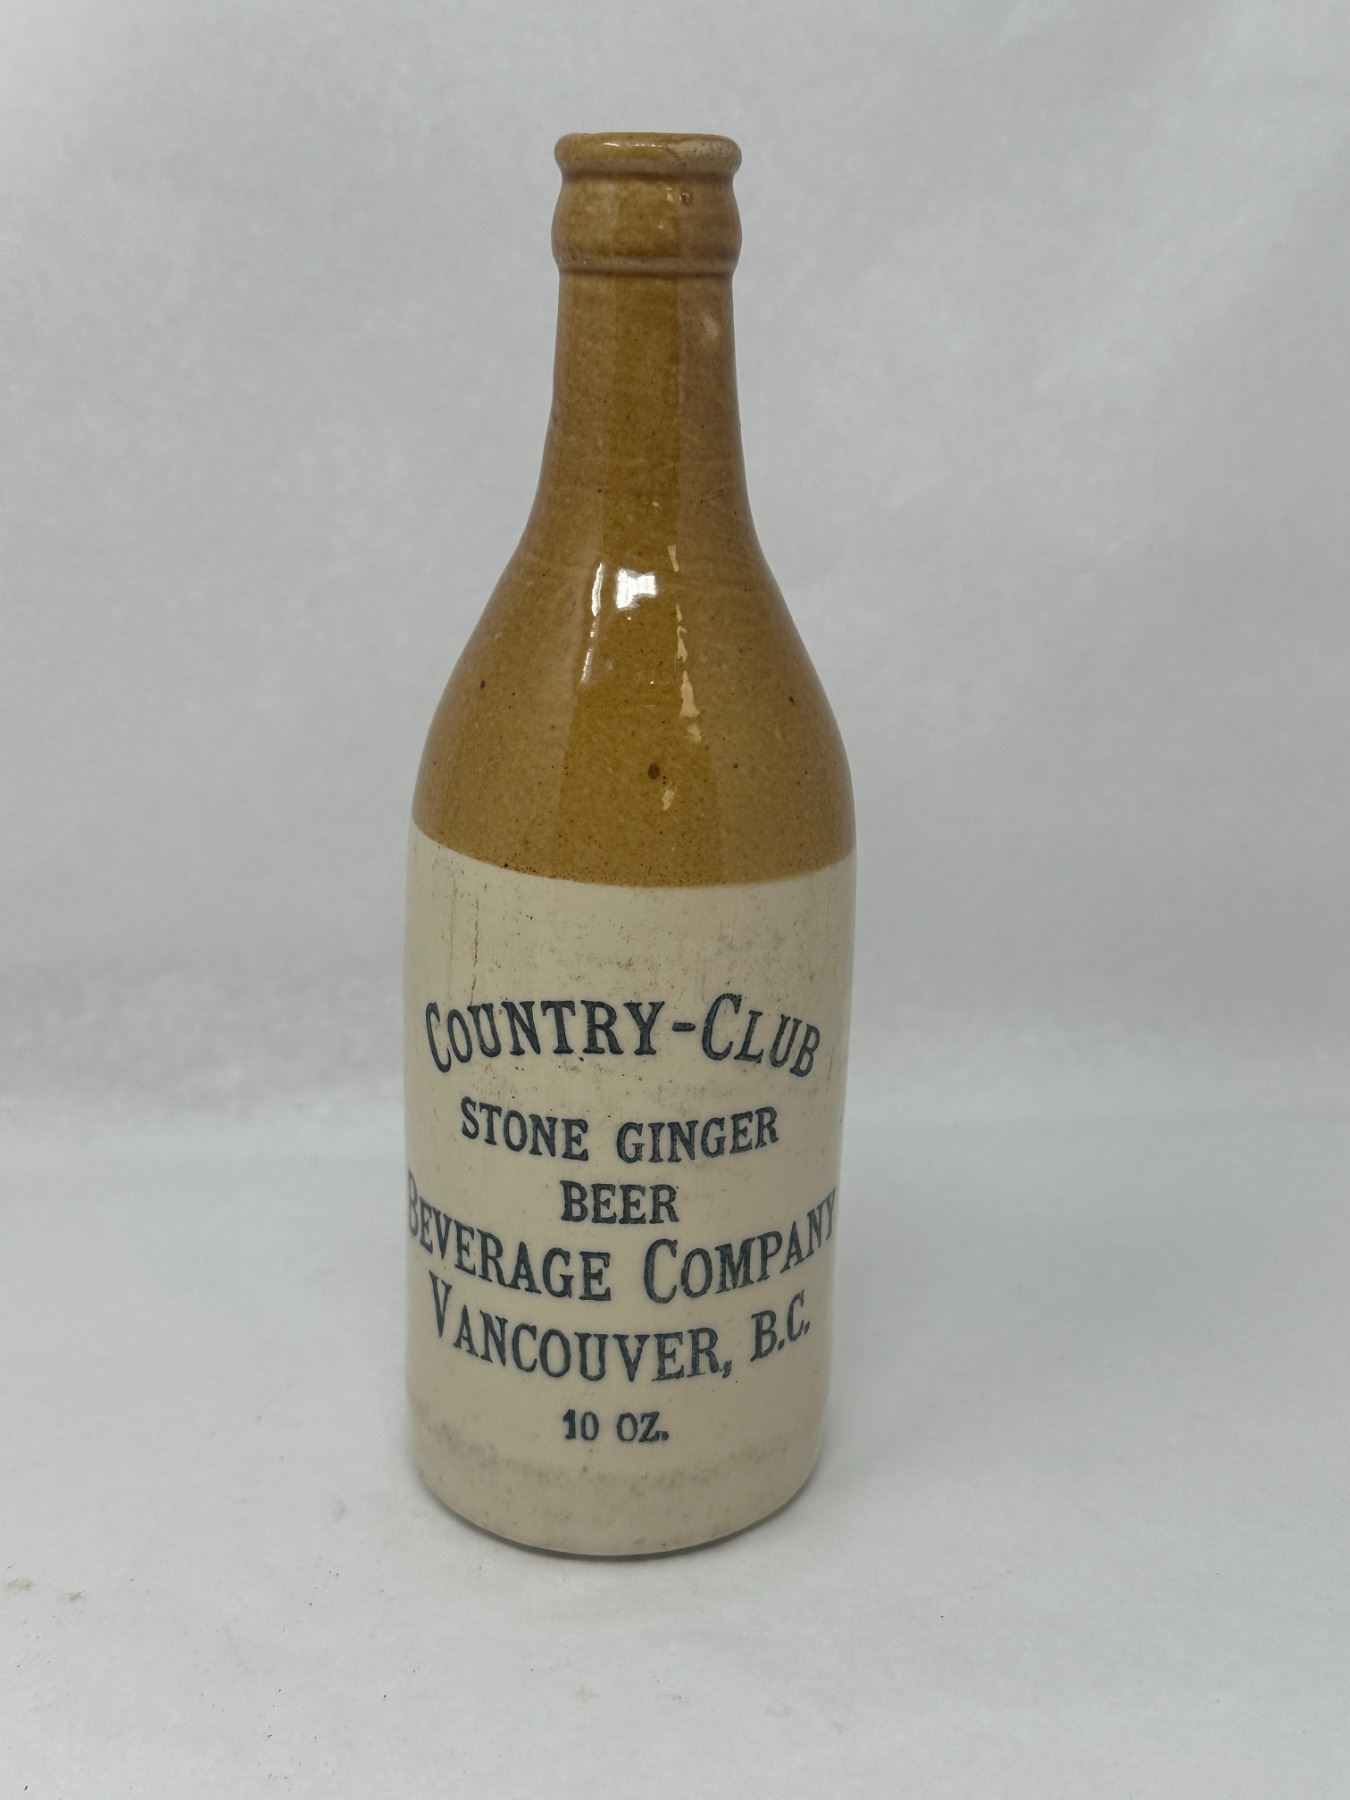 COUNTRY-CLUB
STONE GINGER
BEER
BEVERAGE COMPANY
VANCOUVER, B.C.
10 OZ.